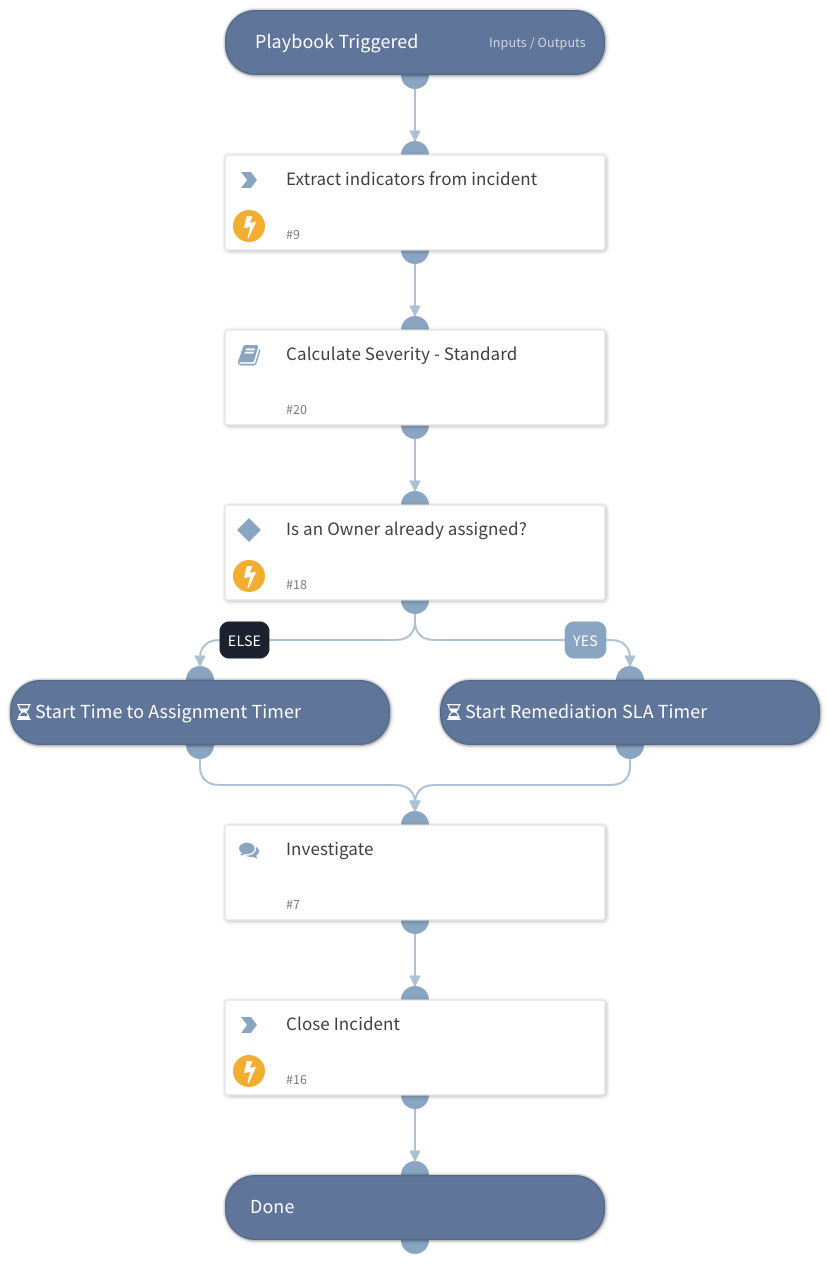 Playbook Triggered
Inputs / Outputs
Extract indicators from incident
#9
Calculate Severity - Standard
#20
Is an Owner already assigned?
#18
ELSE
YES
Start Time to Assignment Timer
Start Remediation SLA Timer
Investigate
#7
Close Incident
#16
Done